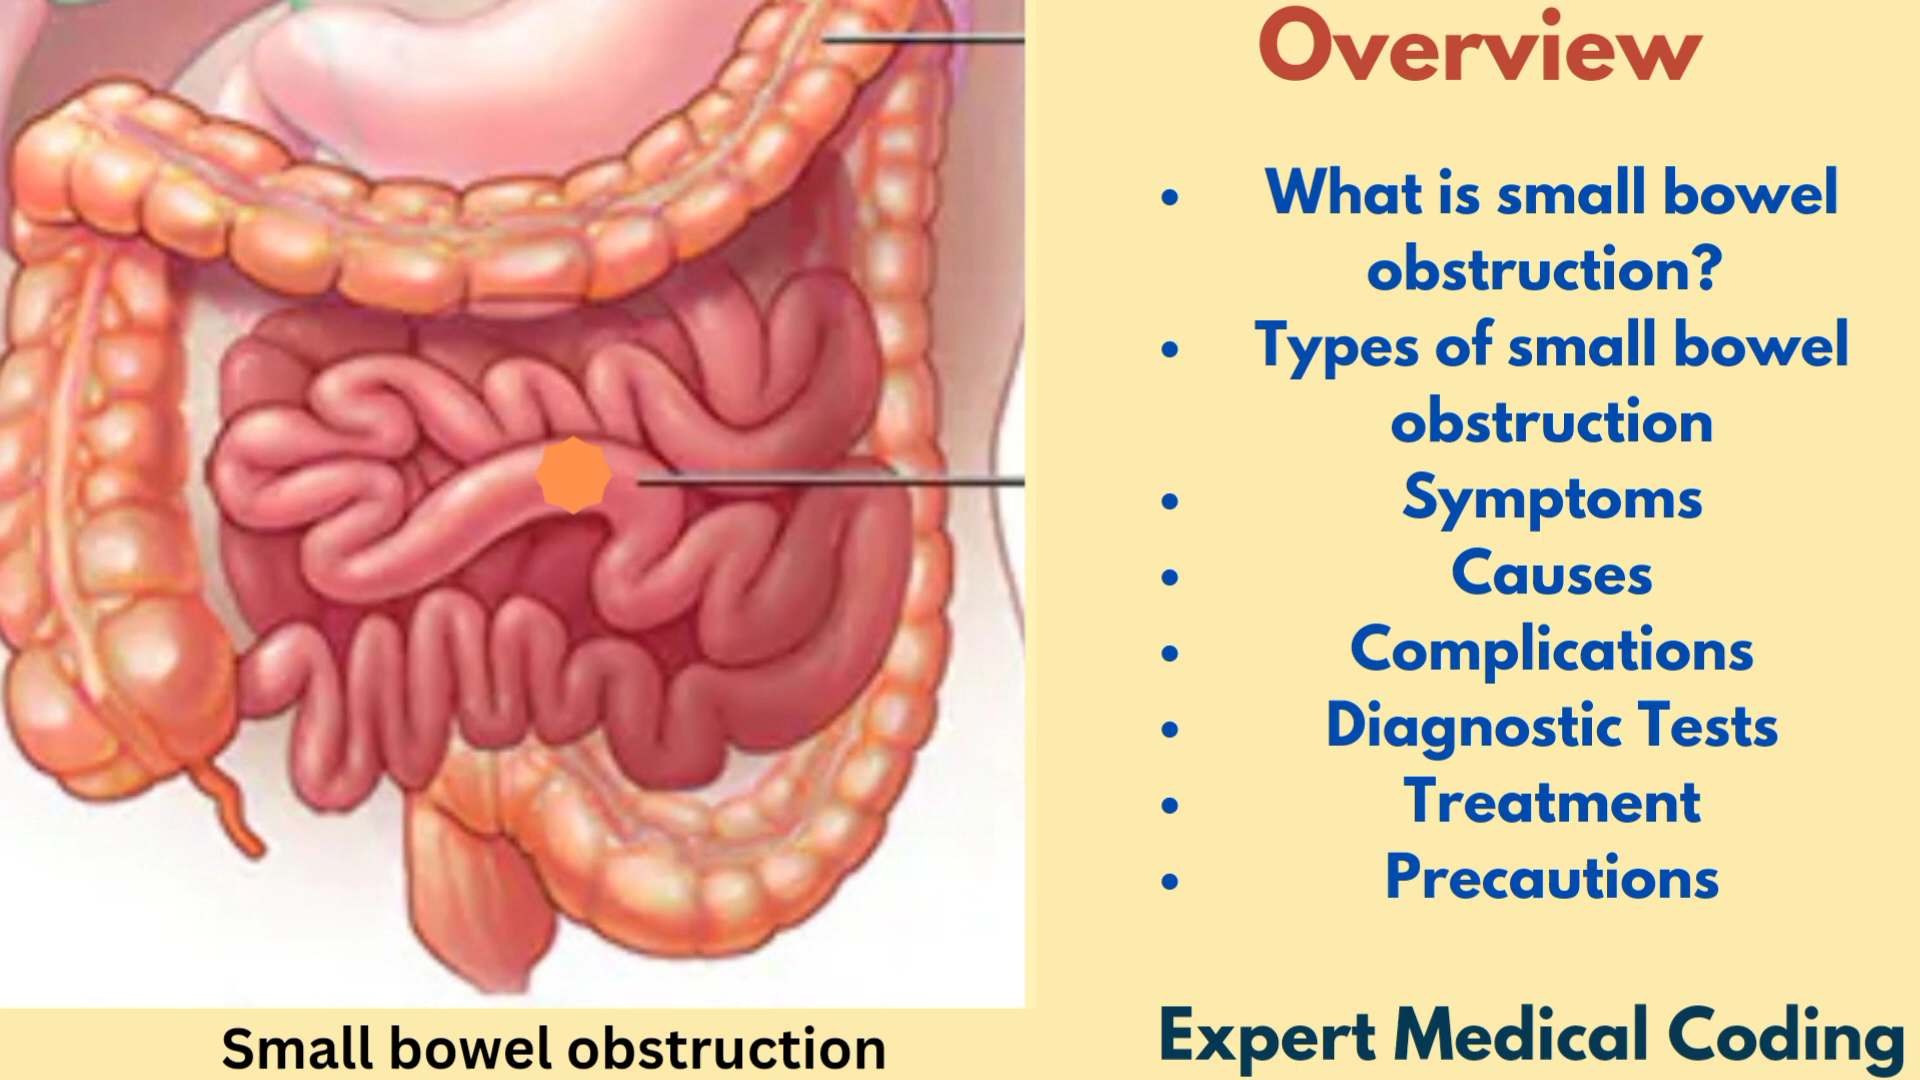 Overview
• What is small bowel
obstruction?
• Types of small bowel
obstruction
• Symptoms
• Causes
• Complications
• Diagnostic Tests
• Treatment
• Precautions
Small bowel obstruction
Expert Medical Coding